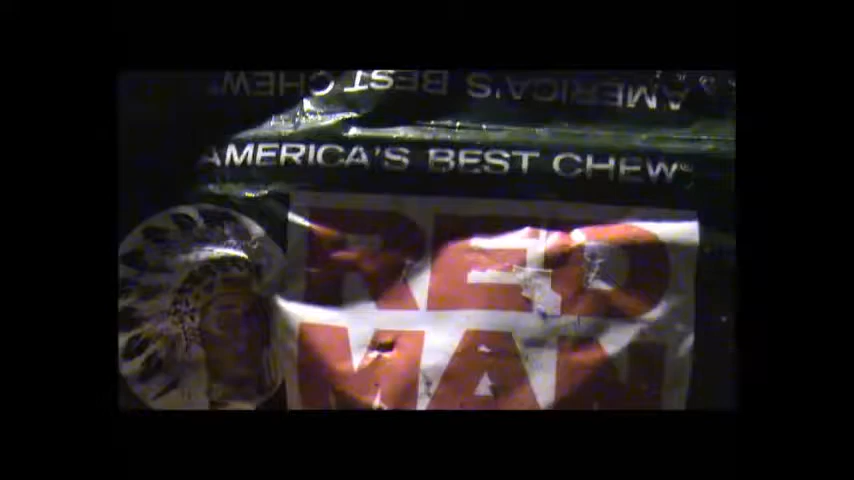 AMERICA'S BEST CHEW
AMERICA'S BEST CHEW®
RED
MAN